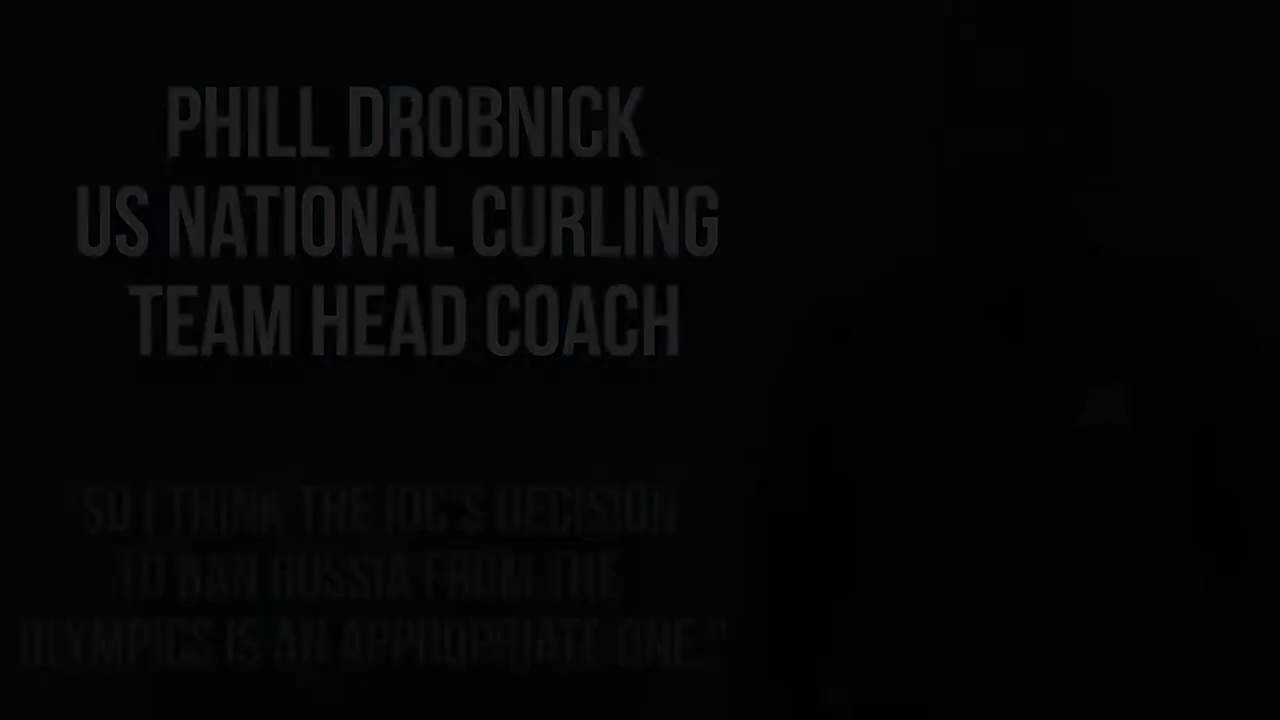 PHILL DROBNICK
US NATIONAL CURLING
TEAM HEAD COACH
"SO I THINK THE IOC'S DECISION
TO BAN RUSSIA FROM THE
OLYMPICS IS AN APPROPRIATE ONE."